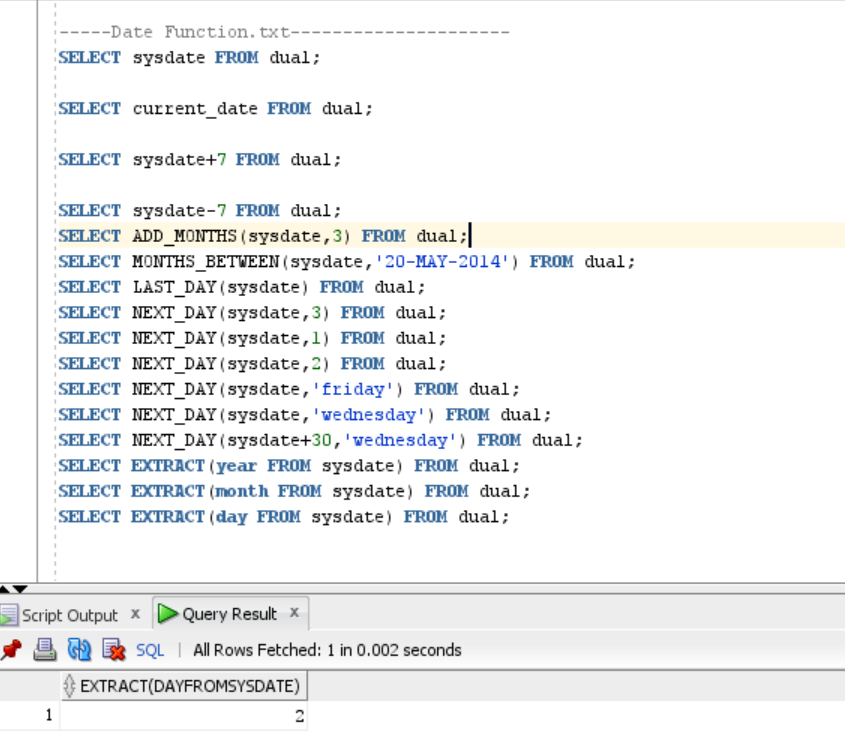 -----Date Function.txt---------------------
SELECT sysdate FROM dual;
SELECT current_date FROM dual;
SELECT sysdate+7 FROM dual;
SELECT sysdate-7 FROM dual;
SELECT ADD_MONTHS(sysdate,3) FROM dual;
SELECT MONTHS_BETWEEN(sysdate,'20-MAY-2014') FROM dual;
SELECT LAST_DAY(sysdate) FROM dual;
SELECT NEXT_DAY(sysdate,3) FROM dual;
SELECT NEXT_DAY(sysdate,1) FROM dual;
SELECT NEXT_DAY(sysdate,2) FROM dual;
SELECT NEXT_DAY(sysdate,'friday') FROM dual;
SELECT NEXT_DAY(sysdate,'wednesday') FROM dual;
SELECT NEXT_DAY(sysdate+30,'wednesday') FROM dual;
SELECT EXTRACT(year FROM sysdate) FROM dual;
SELECT EXTRACT(month FROM sysdate) FROM dual;
SELECT EXTRACT(day FROM sysdate) FROM dual;
Script Output x Query Result x
SQL | All Rows Fetched: 1 in 0.002 seconds
EXTRACT(DAYFROMSYSDATE)
1 2